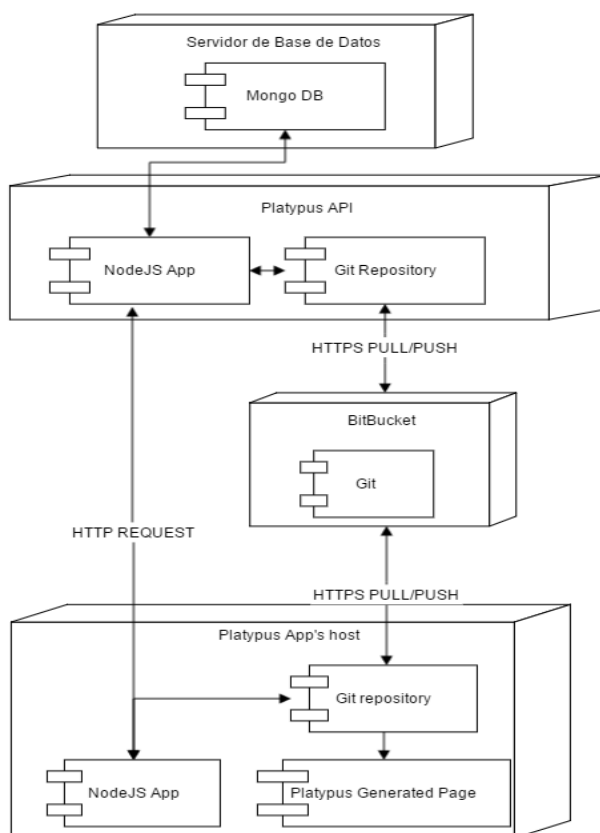 Servidor de Base de Datos
Mongo DB
Platypus API
NodeJS App
Git Repository
HTTPS PULL/PUSH
BitBucket
Git
HTTP REQUEST
HTTPS PULL/PUSH
Platypus App's host
Git repository
NodeJS App
Platypus Generated Page